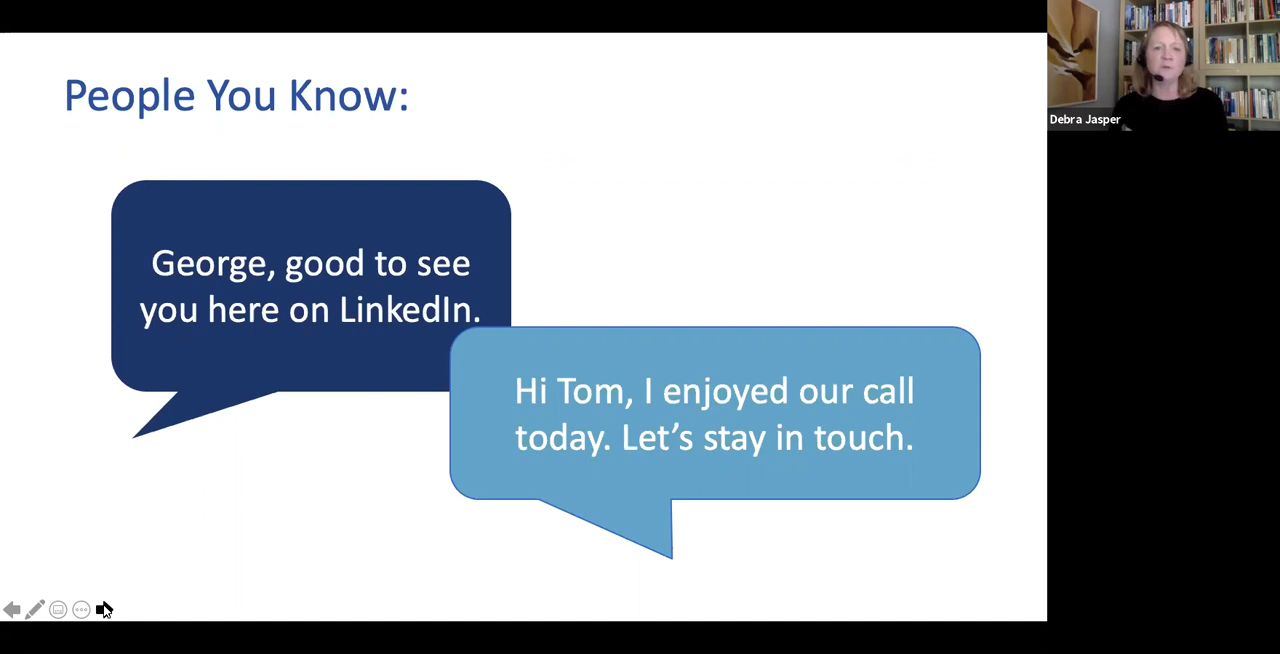 People You Know:
George, good to see
you here on LinkedIn.
Hi Tom, I enjoyed our call
today. Let’s stay in touch.
Debra Jasper